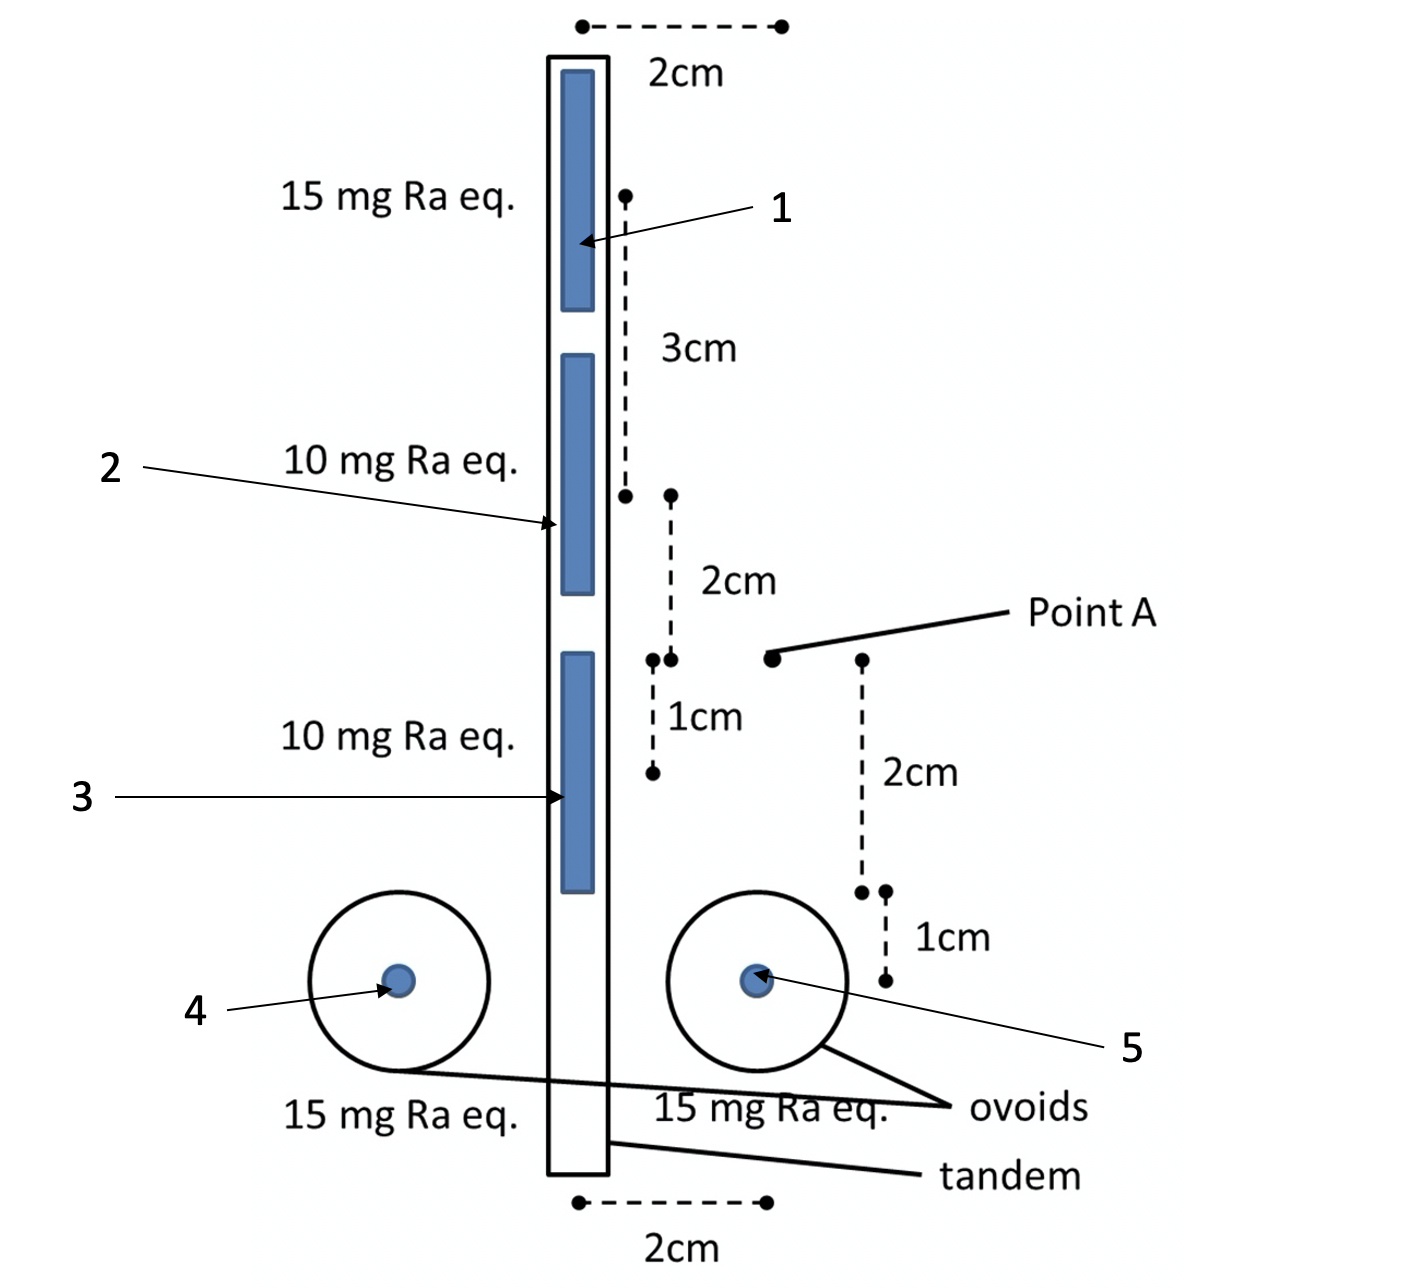 2cm
15 mg Ra eq.
1
3cm
10 mg Ra eq.
2
2cm
Point A
1cm
10 mg Ra eq.
2cm
3
1cm
4
5
15 mg Ra eq.
15 mg Ra eq.
ovoids
tandem
2cm